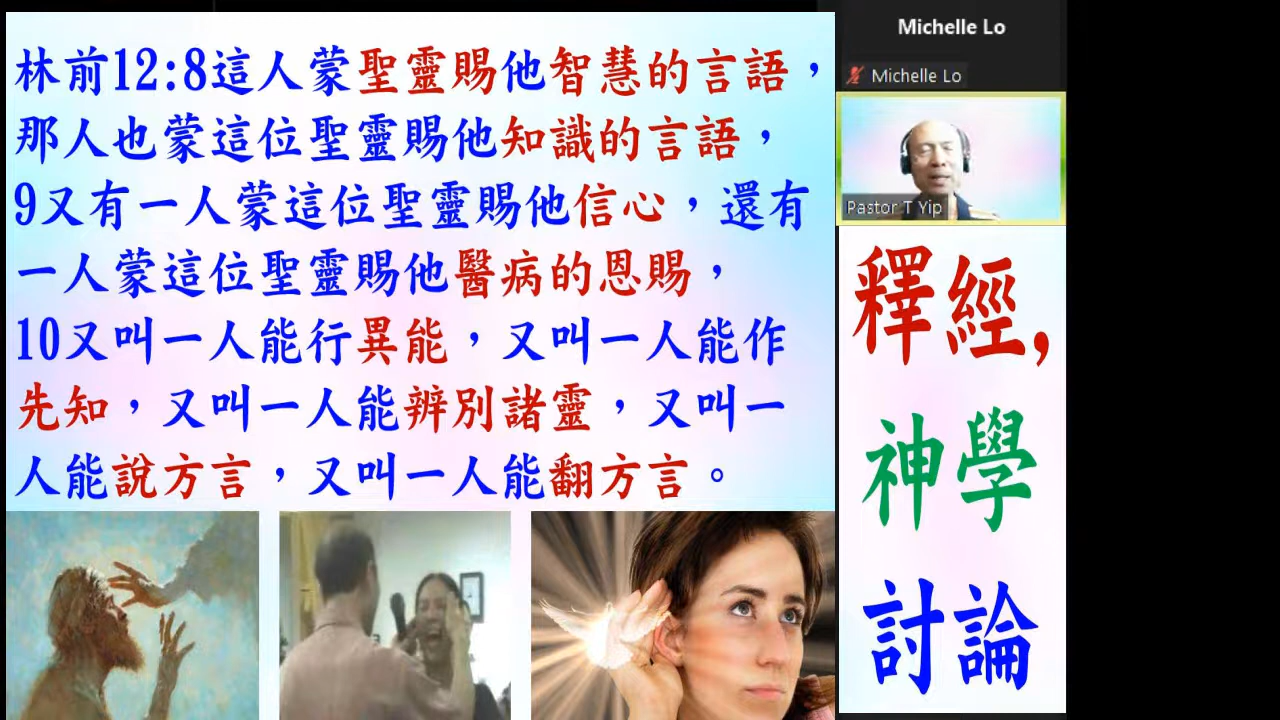 林前12:8這人蒙聖靈賜他智慧的言語，
那人也蒙這位聖靈賜他知識的言語，
9又有一人蒙這位聖靈賜他信心，還有
一人蒙這位聖靈賜他醫病的恩賜，
10又叫一人能行異能，又叫一人能作
先知，又叫一人能辨別諸靈，又叫一
人能說方言，又叫一人能翻方言。
Michelle Lo
Michelle Lo
Pastor T Yip
釋經,
神學
討論